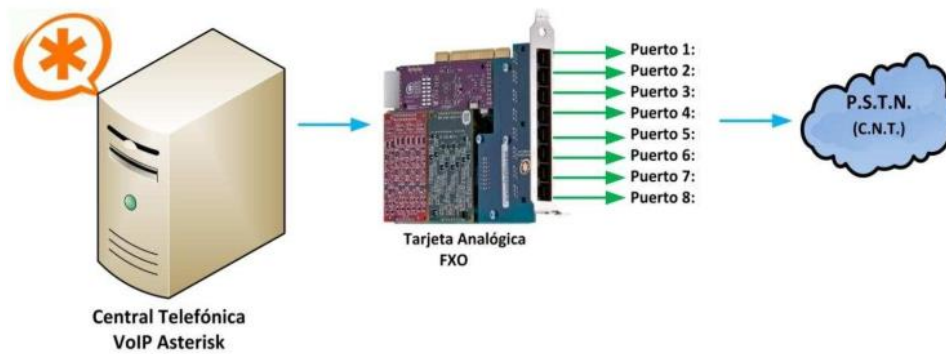 Puerto 1:
Puerto 2:
Puerto 3:
Puerto 4:
Puerto 5:
Puerto 6:
Puerto 7:
Puerto 8:
P.S.T.N.
(C.N.T.)
Tarjeta Analógica
FXO
Central Telefónica
VoIP Asterisk